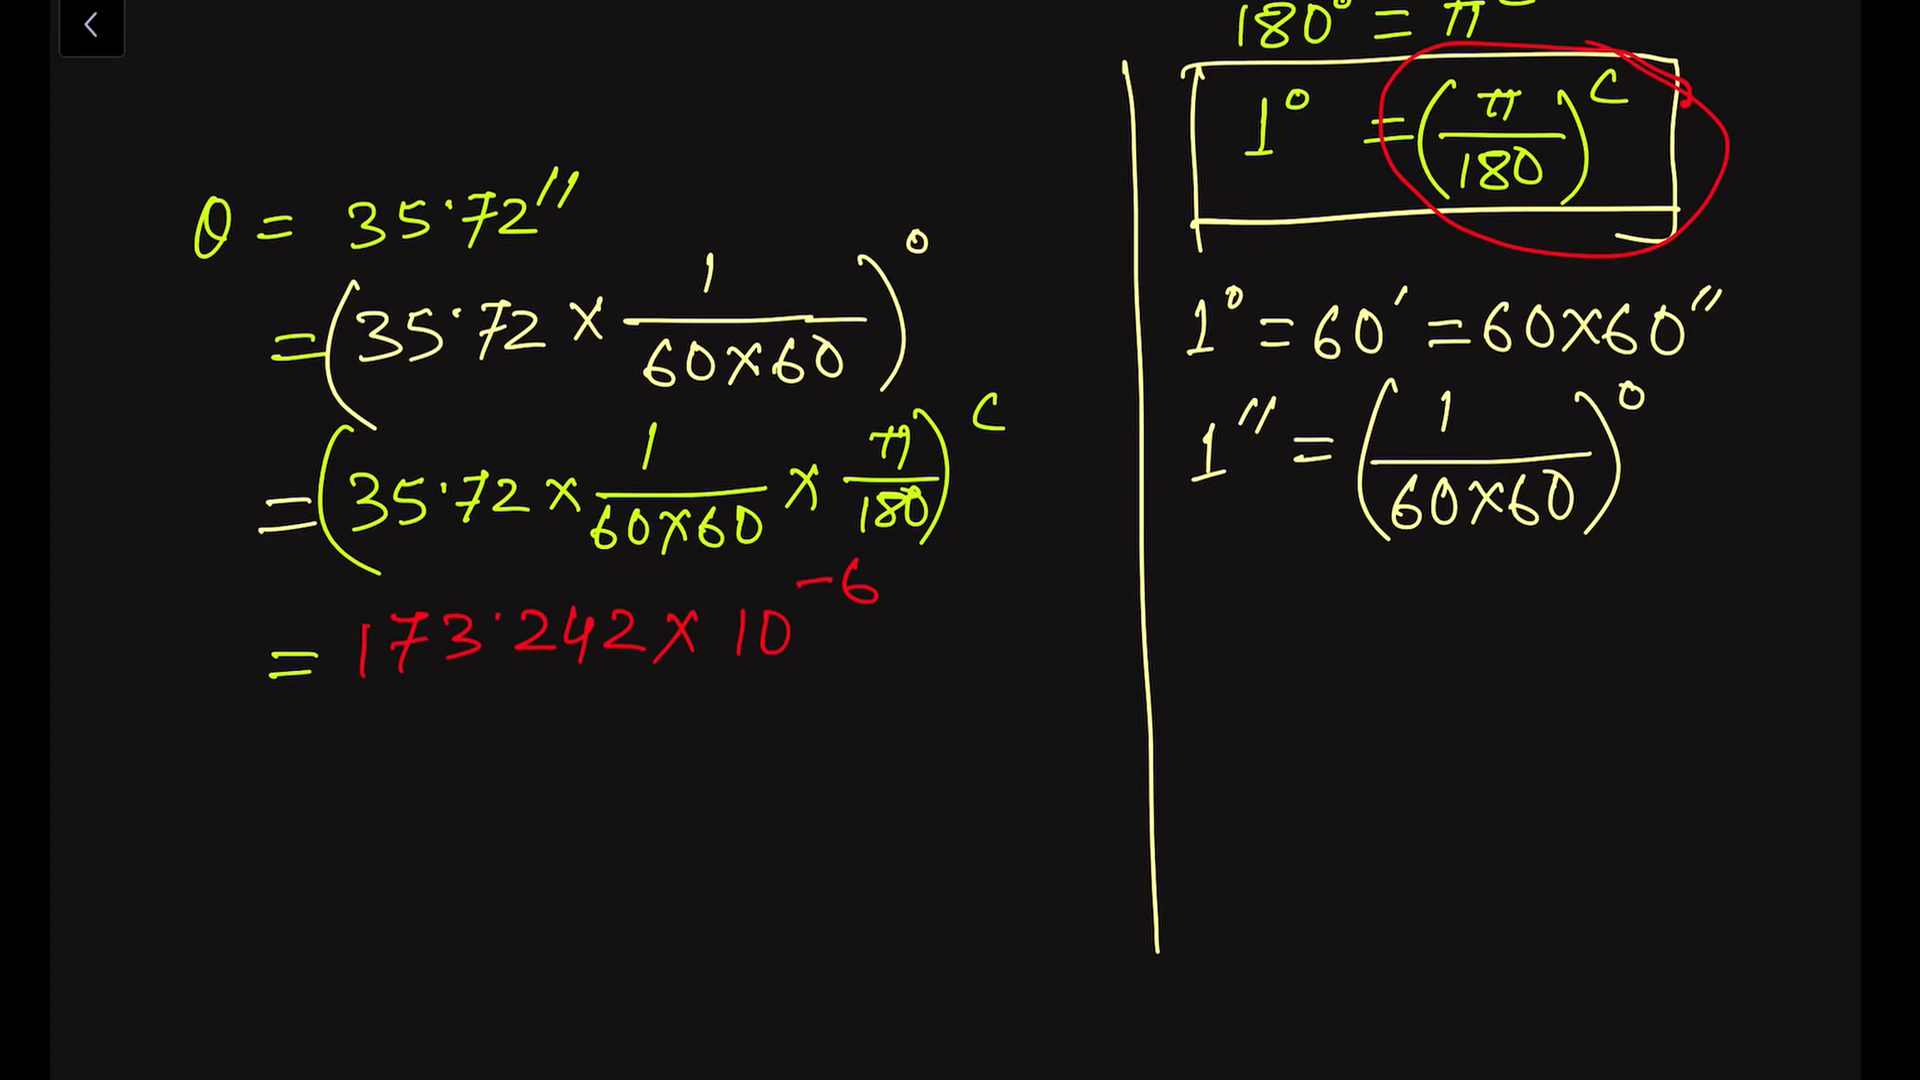 180° = π
1° = (π/180)ᶜ
θ = 35.72″
= (35.72 × 1/(60×60))°
= (35.72 × 1/(60×60) × π/180)ᶜ
= 173.242 × 10⁻⁶
1° = 60′ = 60×60″
1″ = (1/(60×60))°